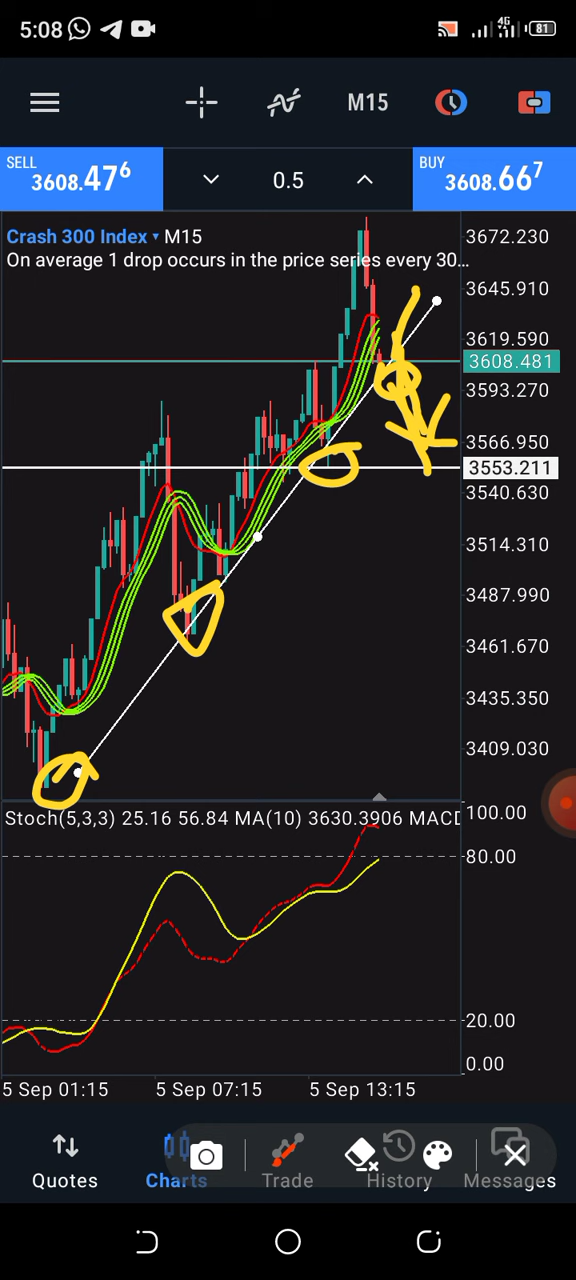 5:08
4G
81
M15
SELL
3608.47⁶
0.5
BUY
3608.66⁷
Crash 300 Index ▾ M15
On average 1 drop occurs in the price series every 30...
3672.230
3645.910
3619.590
3608.481
3593.270
3566.950
3553.211
3540.630
3514.310
3487.990
3461.670
3435.350
3409.030
Stoch(5,3,3) 25.16 56.84 MA(10) 3630.3906 MACD
100.00
80.00
20.00
0.00
5 Sep 01:15
5 Sep 07:15
5 Sep 13:15
Quotes
Charts
Trade
History
Messages